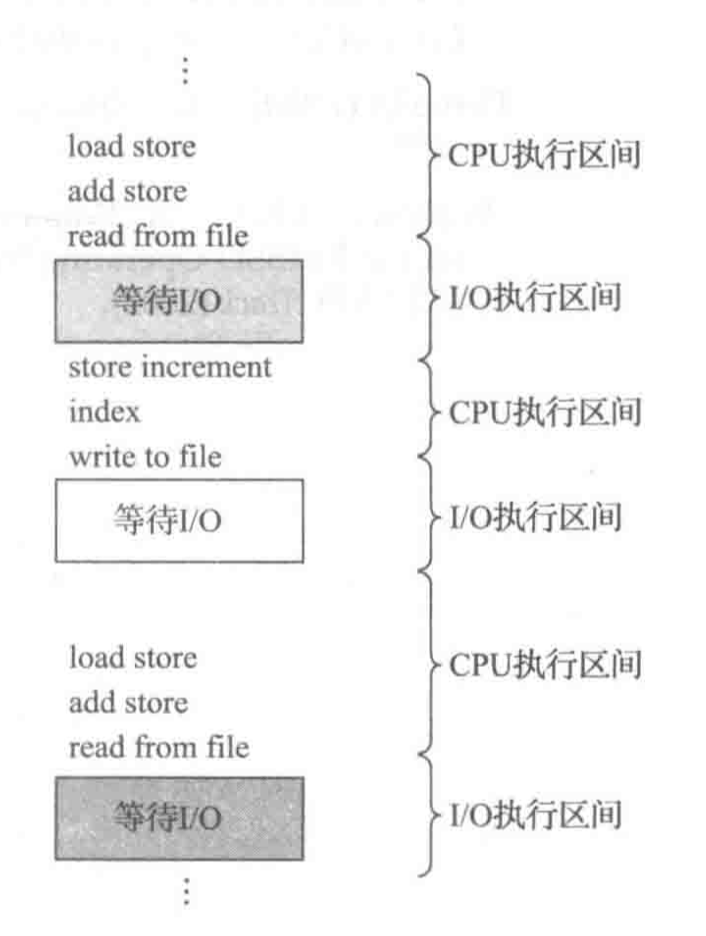 ⋮
load store
add store
read from file
CPU执行区间
等待I/O
I/O执行区间
store increment
index
write to file
CPU执行区间
等待I/O
I/O执行区间
load store
add store
read from file
CPU执行区间
等待I/O
I/O执行区间
⋮